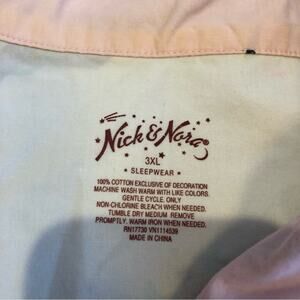 Nick & Nora®
3XL
SLEEPWEAR
100% COTTON EXCLUSIVE OF DECORATION
MACHINE WASH WARM WITH LIKE COLORS.
GENTLE CYCLE. ONLY
NON-CHLORINE BLEACH WHEN NEEDED.
TUMBLE DRY MEDIUM REMOVE
PROMPTLY. WARM IRON WHEN NEEDED.
RN17730 VN1114539
MADE IN CHINA